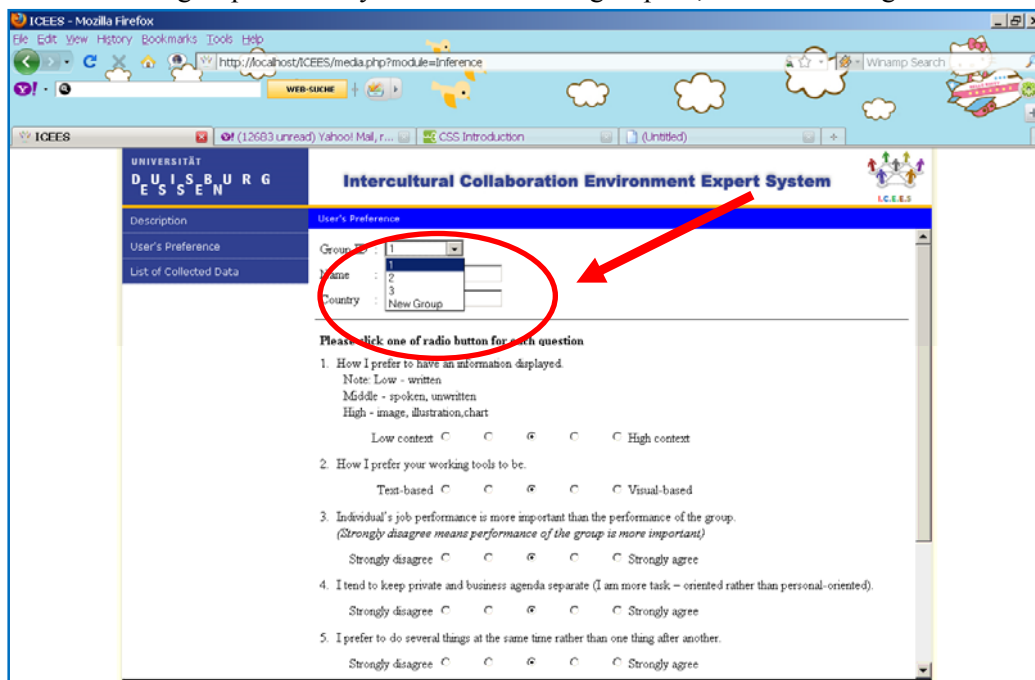 ICEES - Mozilla Firefox
File Edit View History Bookmarks Tools Help
http://localhost/ICEES/media.php?module=Inference
Winamp Search
WEB-SUCHE
ICEES
(12683 unread) Yahoo! Mail, r...
CSS Introduction
(Untitled)
UNIVERSITÄT
DUISBURG
ESSEN
Intercultural Collaboration Environment Expert System
I.C.E.E.S
Description
User's Preference
User's Preference
List of Collected Data
Group ID : 1
1
2
3
New Group
Name :
Country :
Please click one of radio button for each question
1. How I prefer to have an information displayed.
Note: Low - written
Middle - spoken, unwritten
High - image, illustration,chart
Low context High context
2. How I prefer your working tools to be.
Text-based Visual-based
3. Individual's job performance is more important than the performance of the group.
(Strongly disagree means performance of the group is more important)
Strongly disagree Strongly agree
4. I tend to keep private and business agenda separate (I am more task – oriented rather than personal-oriented).
Strongly disagree Strongly agree
5. I prefer to do several things at the same time rather than one thing after another.
Strongly disagree Strongly agree